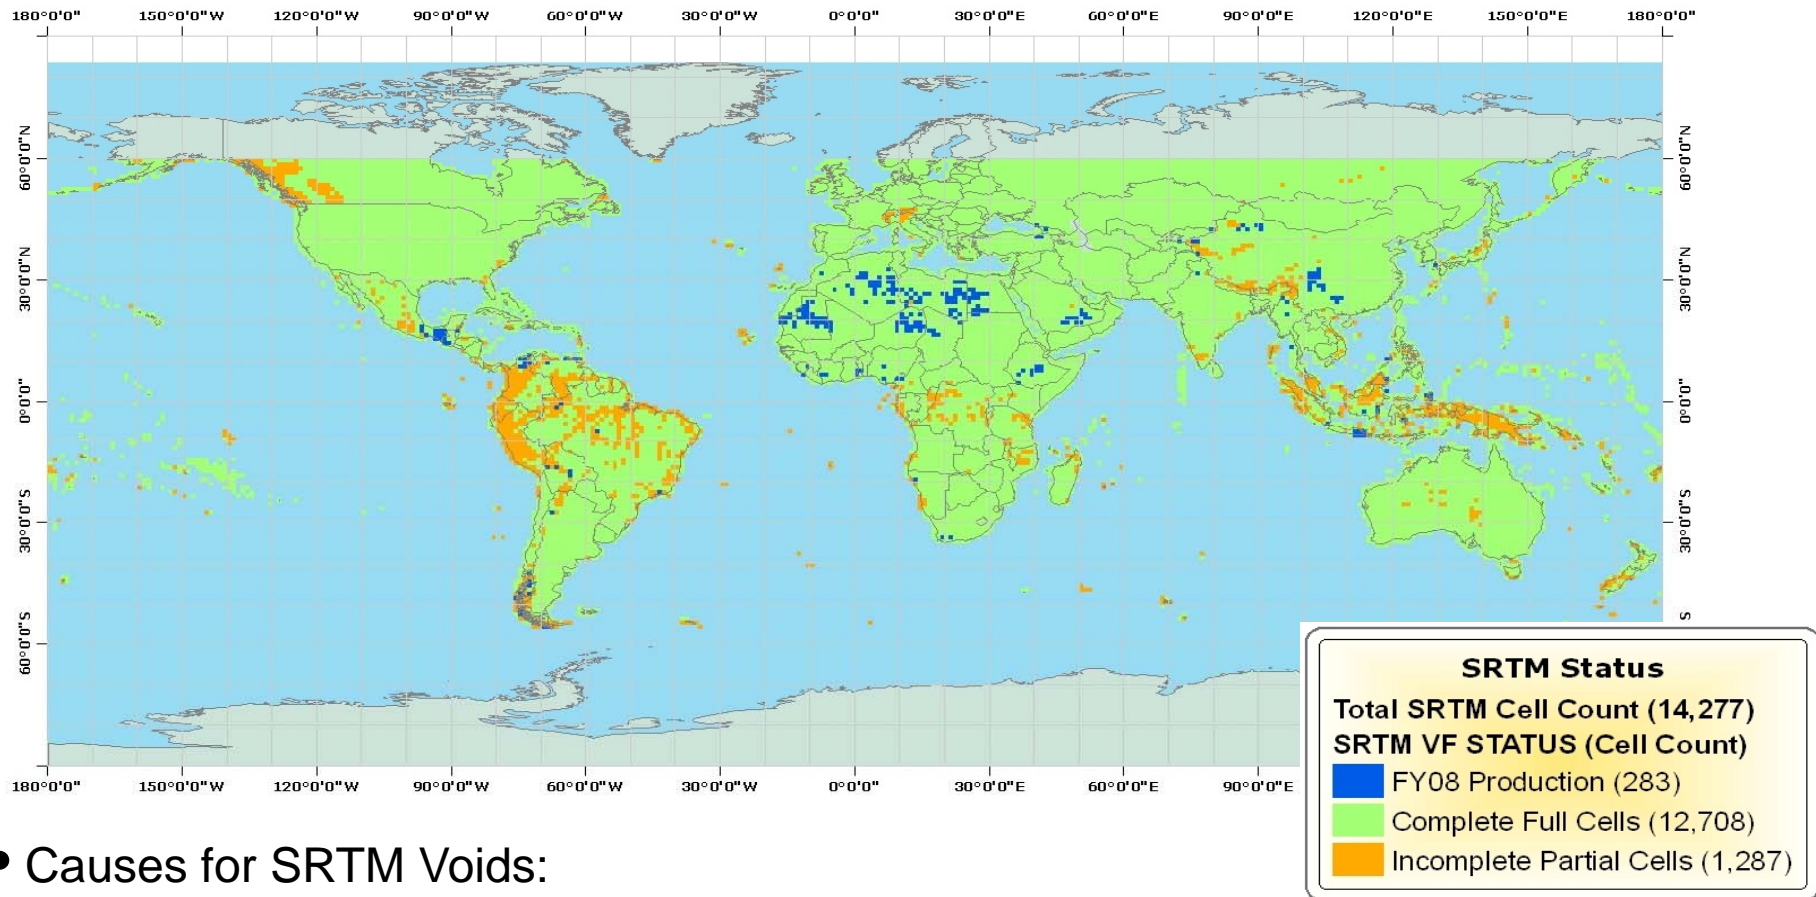 180°0'0" 150°0'0"W 120°0'0"W 90°0'0"W 60°0'0"W 30°0'0"W 0°0'0" 30°0'0"E 60°0'0"E 90°0'0"E 120°0'0"E 150°0'0"E 180°0'0"
60°0'0"N 60°0'0"N
30°0'0"N 30°0'0"N
0°0'0" 0°0'0"
30°0'0"S 30°0'0"S
60°0'0"S S
180°0'0" 150°0'0"W 120°0'0"W 90°0'0"W 60°0'0"W 30°0'0"W 0°0'0" 30°0'0"E 60°0'0"E 90°0'0"E
SRTM Status
Total SRTM Cell Count (14,277)
SRTM VF STATUS (Cell Count)
FY08 Production (283)
Complete Full Cells (12,708)
Incomplete Partial Cells (1,287)
• Causes for SRTM Voids: